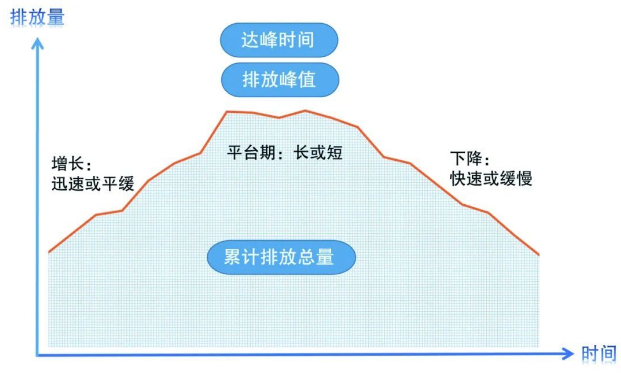 排放量
达峰时间
排放峰值
平台期：长或短
增长：
迅速或平缓
下降：
快速或缓慢
累计排放总量
时间